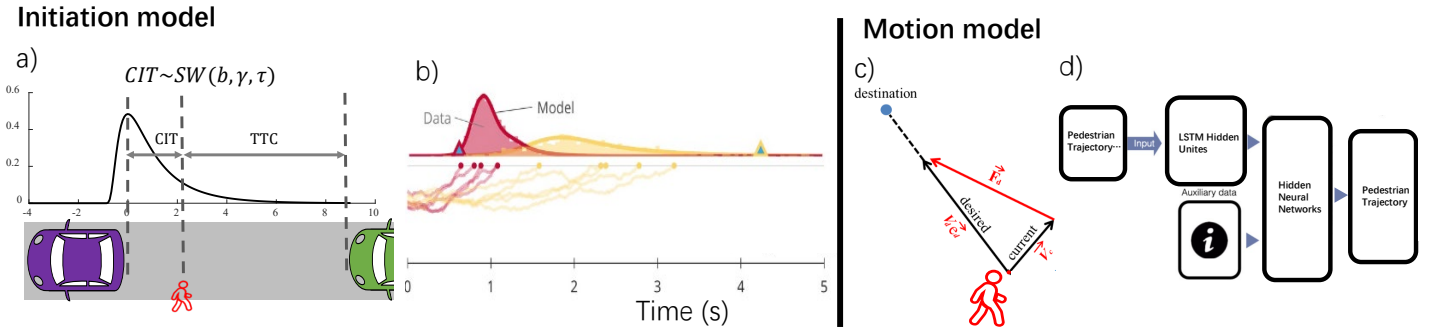 Initiation model
a)
CIT~SW(b, γ, τ)
0.6
0.4
0.2
0
CIT
TTC
-4
-2
0
2
4
6
8
10
b)
Model
Data
0
1
2
3
4
5
Time (s)
Motion model
c)
destination
F⃗d
desired
Vd e⃗d
current
V⃗c
d)
Pedestrian
Trajectory···
Input
LSTM Hidden
Unites
Auxiliary data
i
Hidden
Neural
Networks
Pedestrian
Trajectory